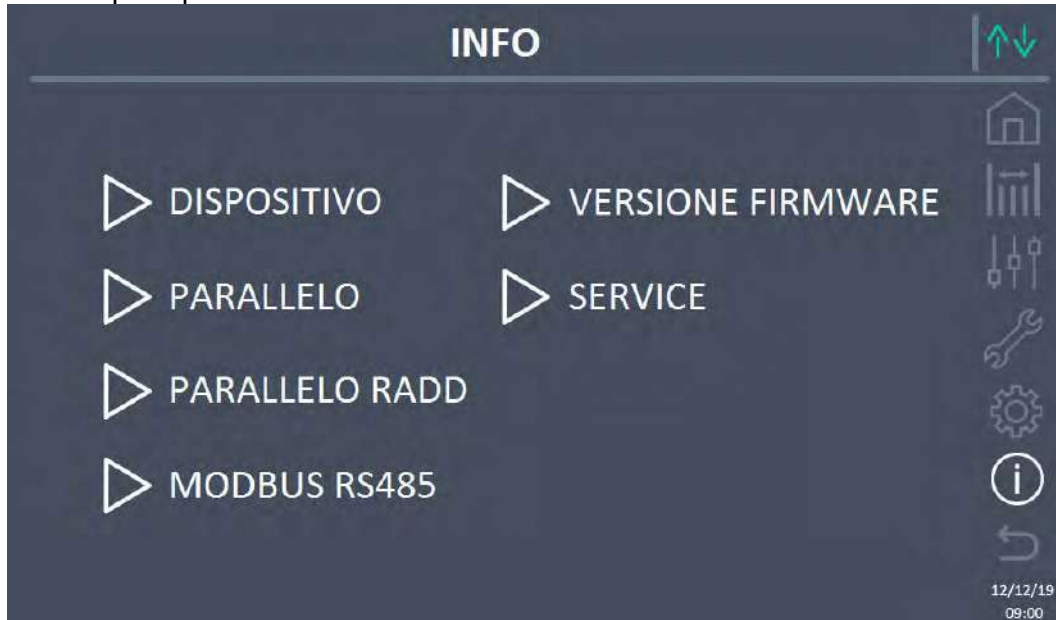 INFO
DISPOSITIVO
VERSIONE FIRMWARE
PARALLELO
SERVICE
PARALLELO RADD
MODBUS RS485
12/12/19
09:00